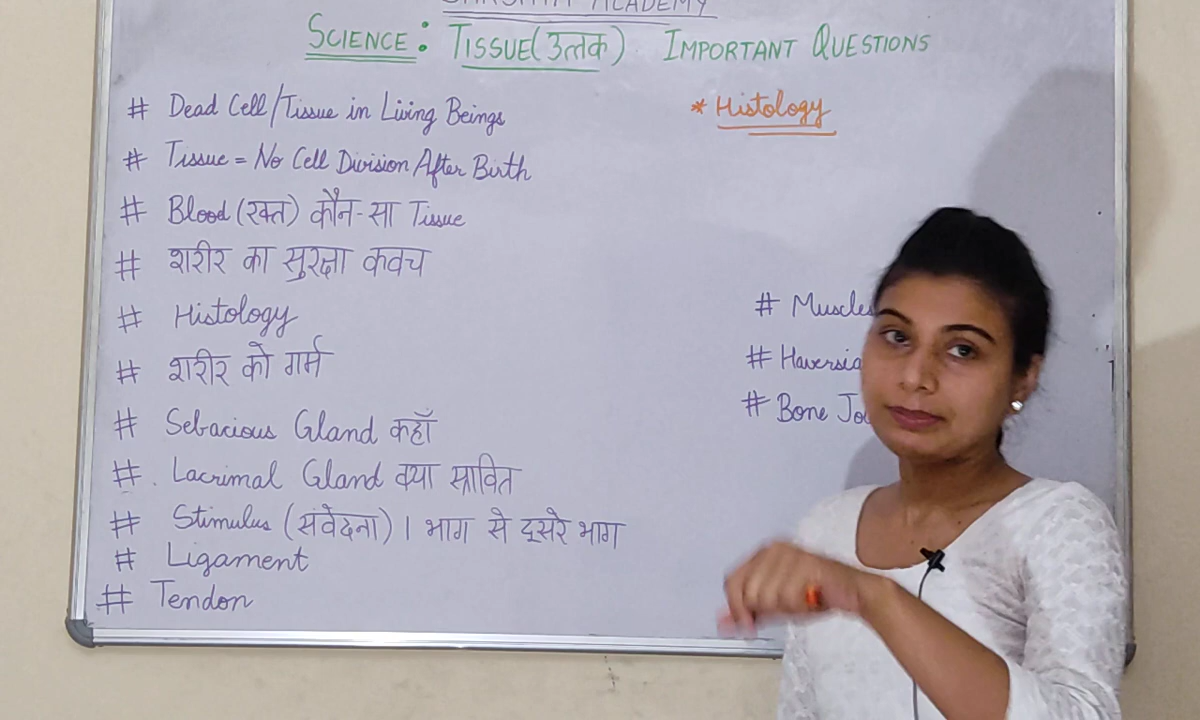 ACADEMY
SCIENCE: TISSUE(उत्तक) IMPORTANT QUESTIONS
# Dead Cell/Tissue in Living Beings
# Tissue = No Cell Division After Birth
# Blood (रक्त) कौन-सा Tissue
# शरीर का सुरक्षा कवच
# Histology
# शरीर को गर्म
# Sebacious Gland कहाँ
#. Lacrimal Gland क्या स्रावित
# Stimulus (संवेदना) । भाग से दूसरे भाग
# Ligament
# Tendon
* Histology
# Muscles
# Haversia
# Bone Jo